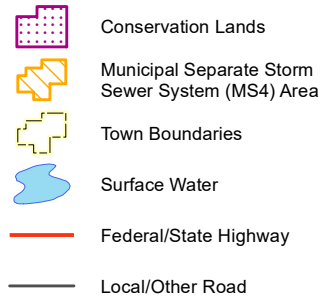 Conservation Lands
Municipal Separate Storm
Sewer System (MS4) Area
Town Boundaries
Surface Water
Federal/State Highway
Local/Other Road